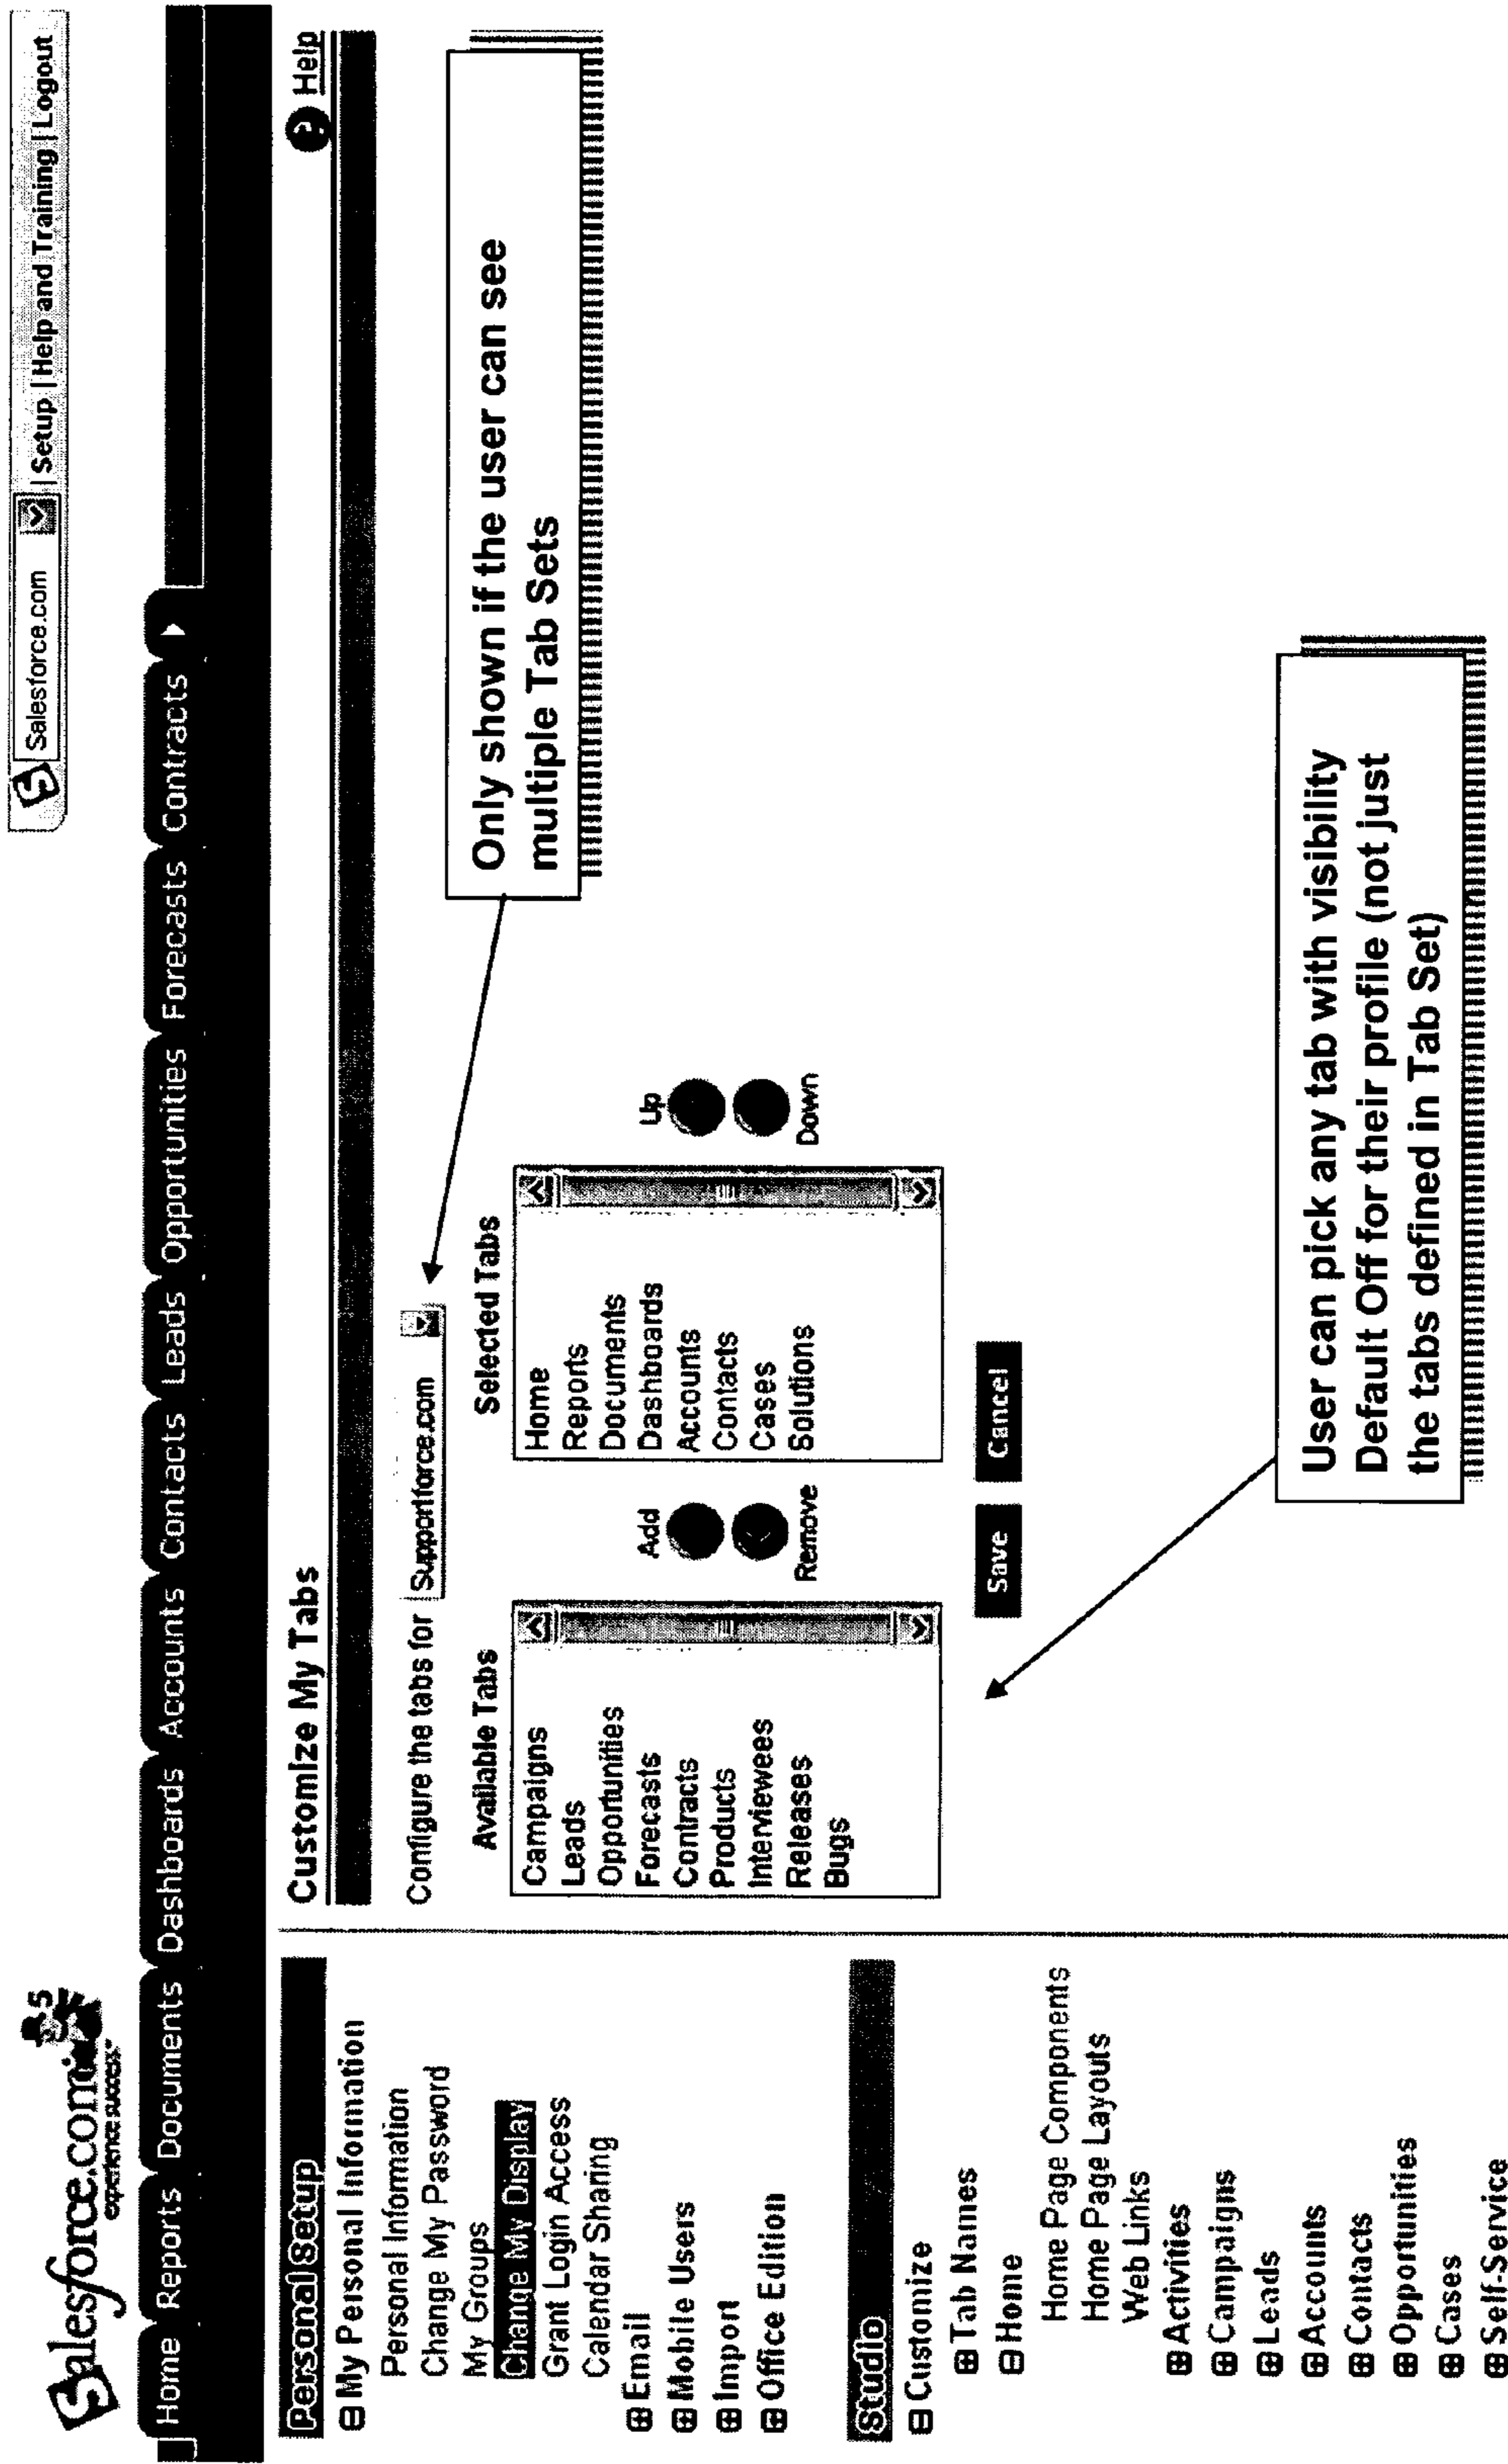 Salesforce.com | Setup | Help and Training | Logout
salesforce.com 5
experience success™
Home Reports Documents Dashboards Accounts Contacts Leads Opportunities Forecasts Contracts
Personal Setup
My Personal Information
Personal Information
Change My Password
My Groups
Change My Display
Grant Login Access
Calendar Sharing
Email
Mobile Users
Import
Office Edition
Studio
Customize
Tab Names
Home
Home Page Components
Home Page Layouts
Web Links
Activities
Campaigns
Leads
Accounts
Contacts
Opportunities
Cases
Self-Service
Customize My Tabs
? Help
Configure the tabs for Supportforce.com
Available Tabs
Campaigns
Leads
Opportunities
Forecasts
Contracts
Products
Interviewees
Releases
Bugs
Add
Remove
Selected Tabs
Home
Reports
Documents
Dashboards
Accounts
Contacts
Cases
Solutions
Up
Down
Save Cancel
Only shown if the user can see
multiple Tab Sets
User can pick any tab with visibility
Default Off for their profile (not just
the tabs defined in Tab Set)